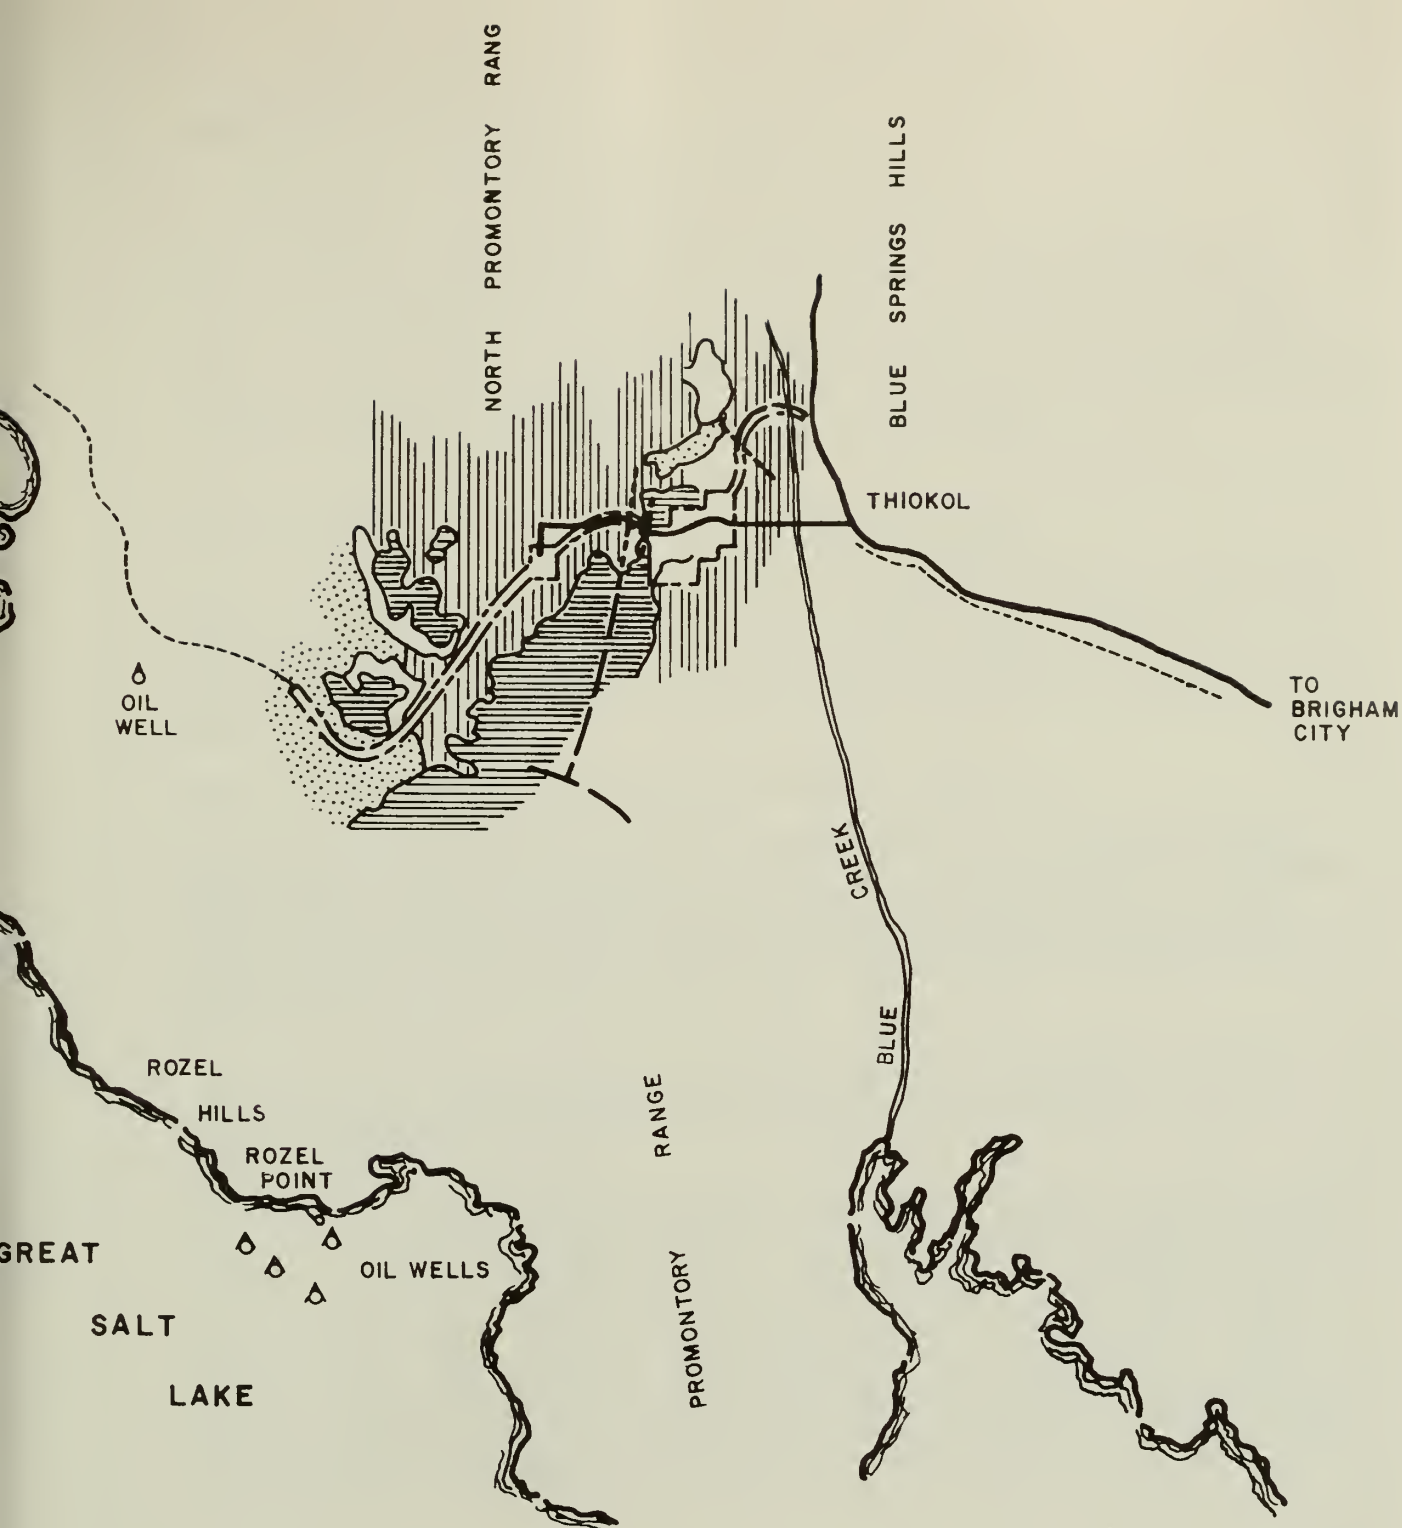 NORTH PROMONTORY RANG
BLUE SPRINGS HILLS
THIOKOL
TO
BRIGHAM
CITY
OIL
WELL
CREEK
BLUE
ROZEL
HILLS
ROZEL
POINT
RANGE
PROMONTORY
OIL WELLS
GREAT
SALT
LAKE